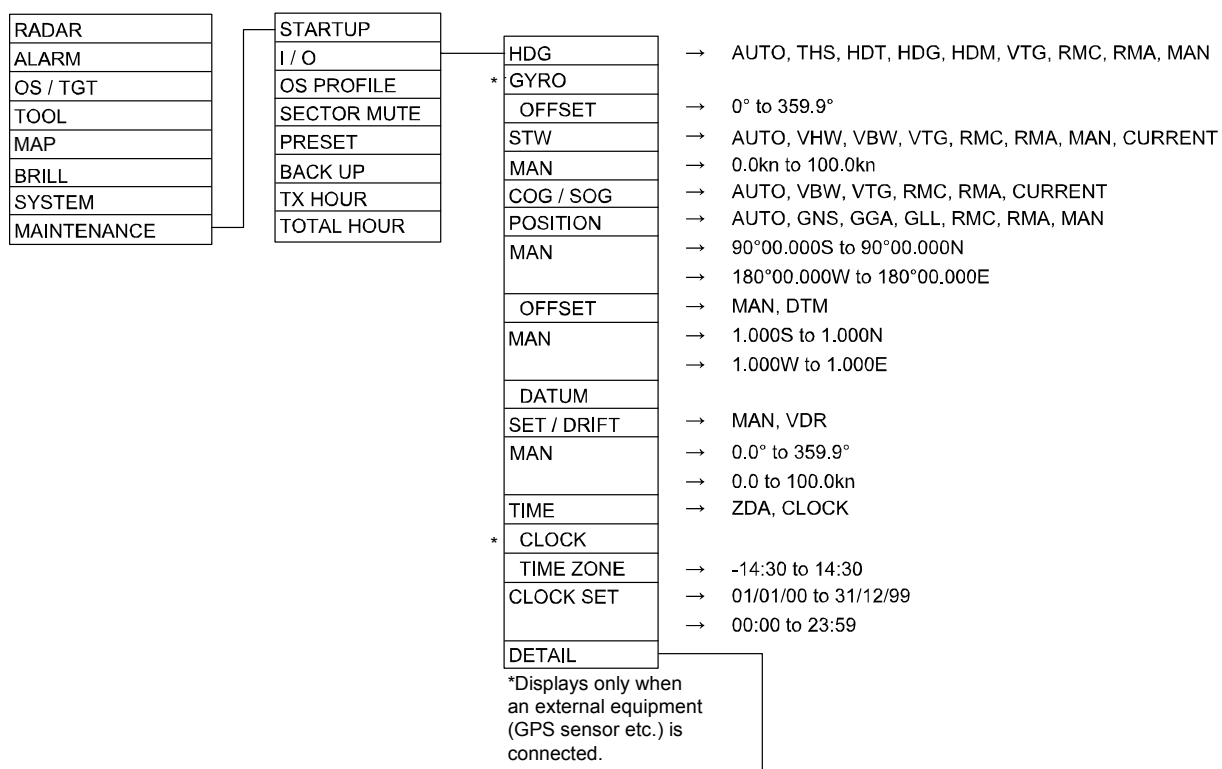 RADAR
ALARM
OS / TGT
TOOL
MAP
BRILL
SYSTEM
MAINTENANCE
STARTUP
I / O
OS PROFILE
SECTOR MUTE
PRESET
BACK UP
TX HOUR
TOTAL HOUR
HDG → AUTO, THS, HDT, HDG, HDM, VTG, RMC, RMA, MAN
* GYRO
OFFSET → 0° to 359.9°
STW → AUTO, VHW, VBW, VTG, RMC, RMA, MAN, CURRENT
MAN → 0.0kn to 100.0kn
COG / SOG → AUTO, VBW, VTG, RMC, RMA, CURRENT
POSITION → AUTO, GNS, GGA, GLL, RMC, RMA, MAN
MAN → 90°00.000S to 90°00.000N
→ 180°00.000W to 180°00.000E
OFFSET → MAN, DTM
MAN → 1.000S to 1.000N
→ 1.000W to 1.000E
DATUM
SET / DRIFT → MAN, VDR
MAN → 0.0° to 359.9°
→ 0.0 to 100.0kn
TIME → ZDA, CLOCK
* CLOCK
TIME ZONE → -14:30 to 14:30
CLOCK SET → 01/01/00 to 31/12/99
→ 00:00 to 23:59
DETAIL
*Displays only when
an external equipment
(GPS sensor etc.) is
connected.